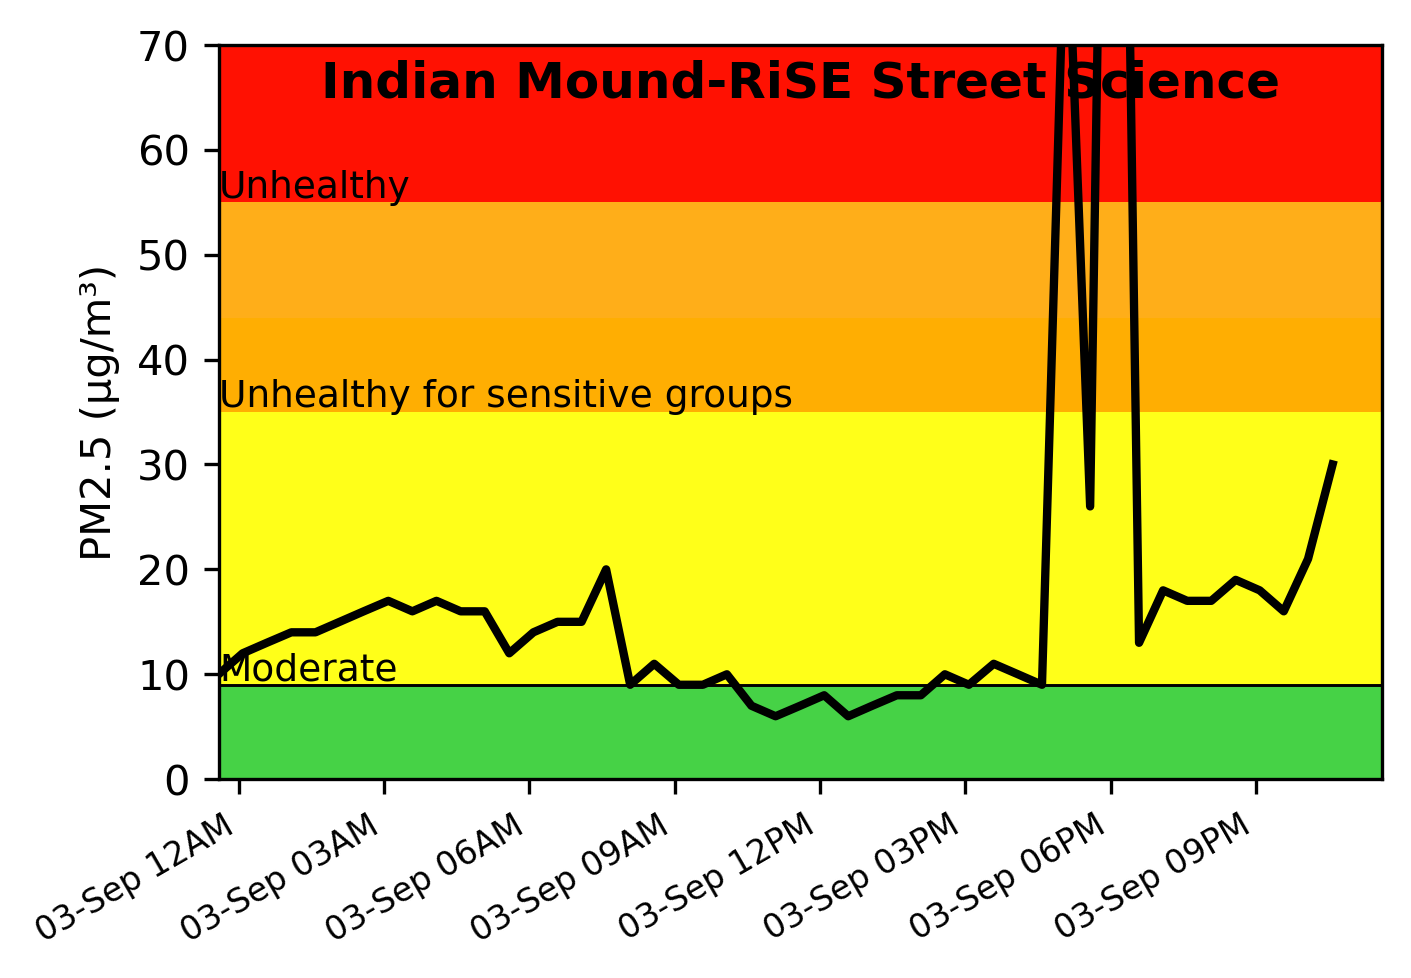 Indian Mound-RiSE Street Science
70
60
Unhealthy
50
40
Unhealthy for sensitive groups
30
20
10
Moderate
0
PM2.5 (µg/m³)
03-Sep 12AM
03-Sep 03AM
03-Sep 06AM
03-Sep 09AM
03-Sep 12PM
03-Sep 03PM
03-Sep 06PM
03-Sep 09PM